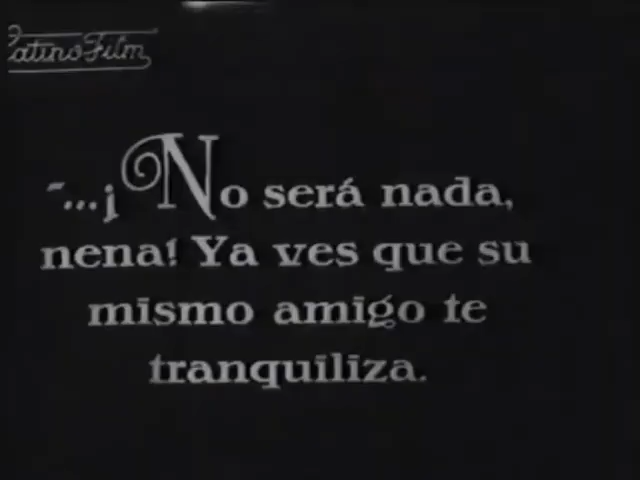 Latino Film
-...¡No será nada,
nena! Ya ves que su
mismo amigo te
tranquiliza.